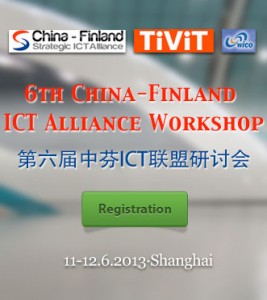 China - Finland
Strategic ICT Alliance
TiViT
WiCO
6th China-Finland
ICT Alliance Workshop
第六届中芬ICT联盟研讨会
Registration
11-12.6.2013·Shanghai